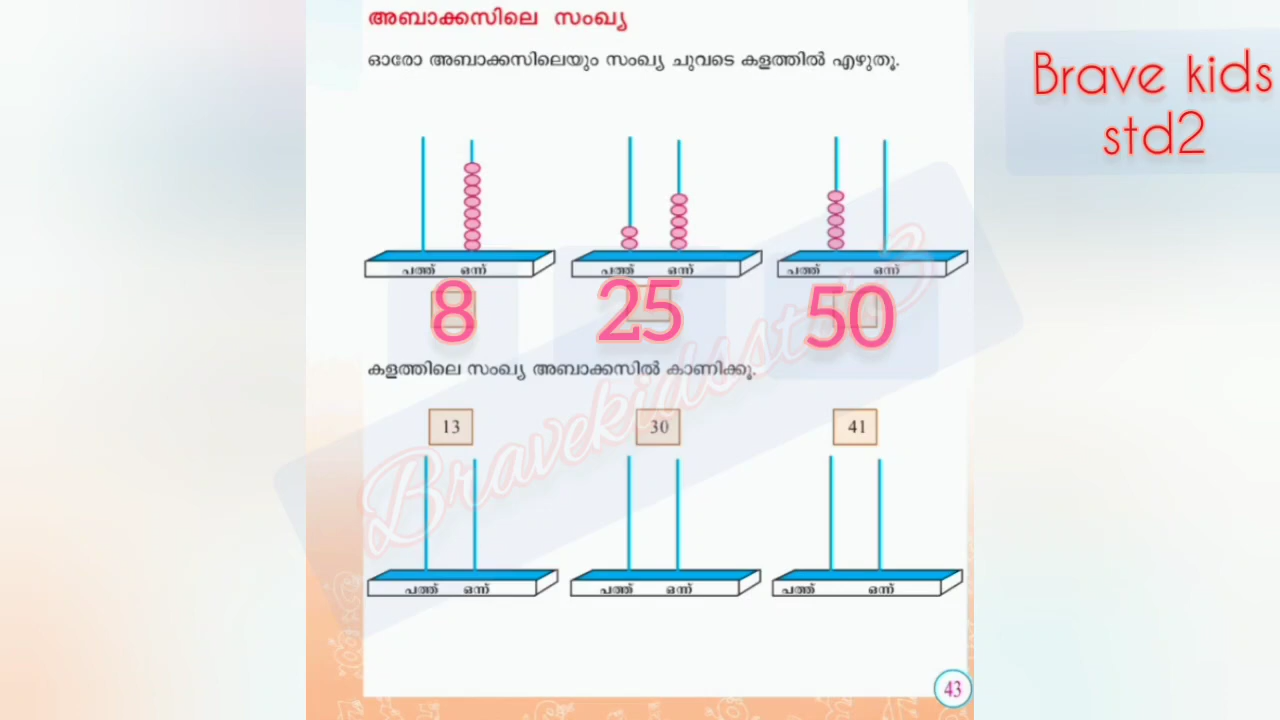 അബാക്കസിലെ സംഖ്യ
ഓരോ അബാക്കസിലെയും സംഖ്യ ചുവടെ കളത്തിൽ എഴുതൂ.
Brave kids
std2
പത്ത് ഒന്ന്
പത്ത് ഒന്ന്
പത്ത് ഒന്ന്
8
25
50
കളത്തിലെ സംഖ്യ അബാക്കസിൽ കാണിക്കൂ.
13
30
41
പത്ത് ഒന്ന്
പത്ത് ഒന്ന്
പത്ത് ഒന്ന്
43